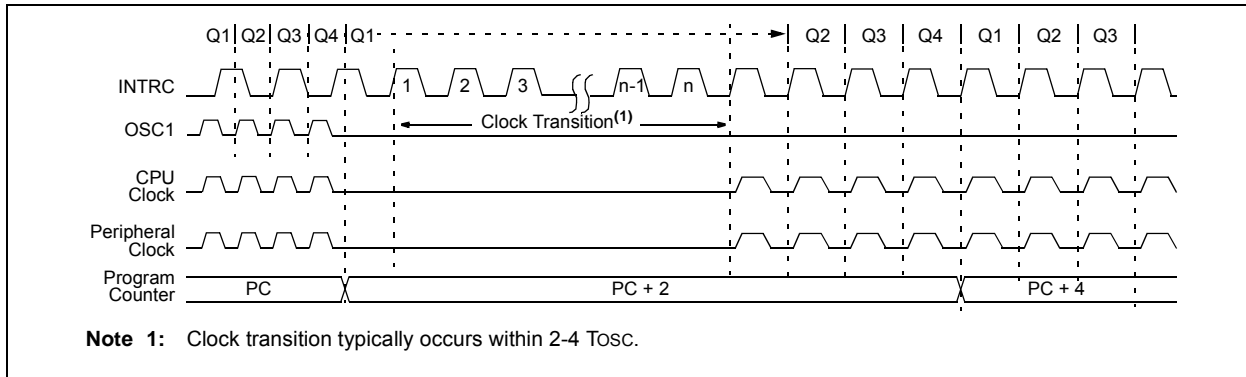 Q1 Q2 Q3 Q4 Q1 Q2 Q3 Q4 Q1 Q2 Q3
INTRC 1 2 3 n-1 n
OSC1 Clock Transition(1)
CPU
Clock
Peripheral
Clock
Program
Counter PC PC + 2 PC + 4
Note 1: Clock transition typically occurs within 2-4 TOSC.